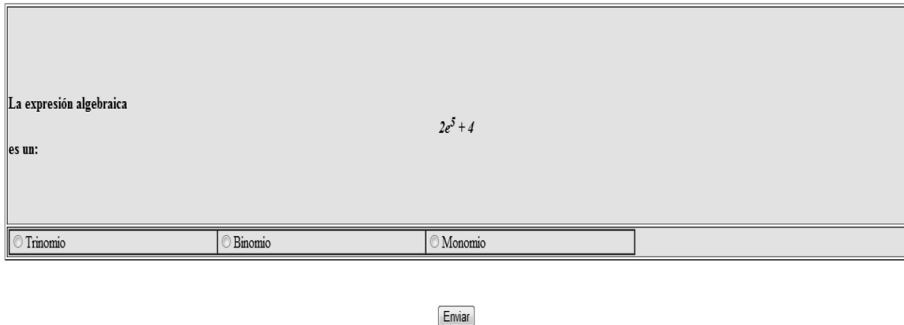 La expresión algebraica
2e⁵ + 4
es un:
Trinomio Binomio Monomio
Enviar